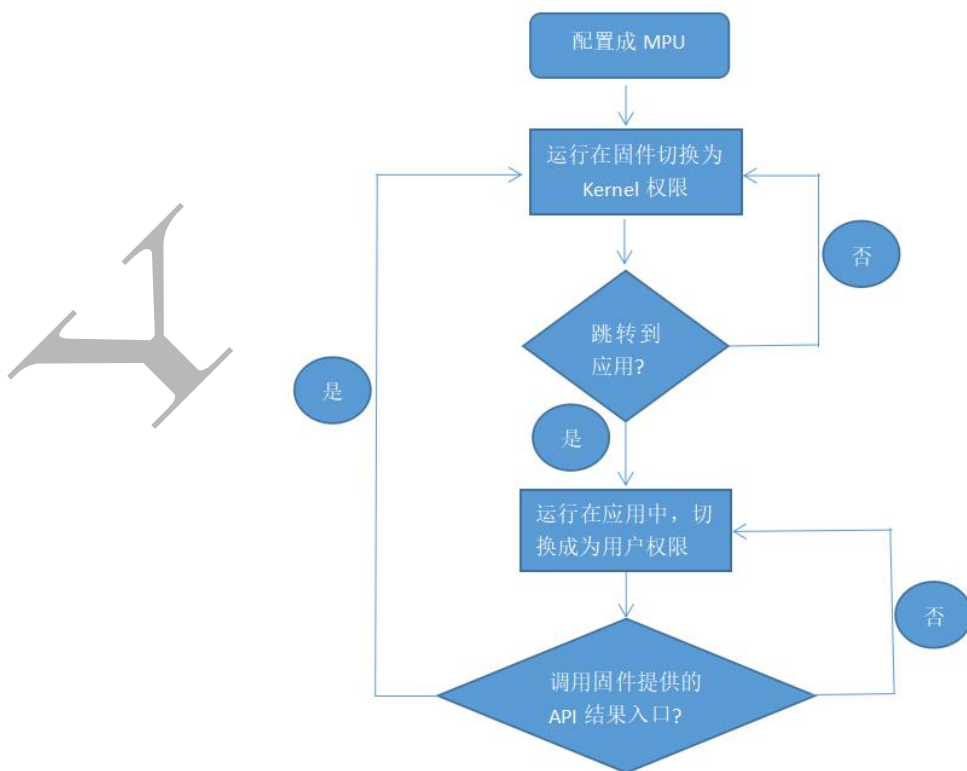 配置成 MPU
运行在固件切换为
Kernel 权限
否
跳转到
应用?
是
是
运行在应用中，切
换成为用户权限
否
调用固件提供的
API 结果入口?